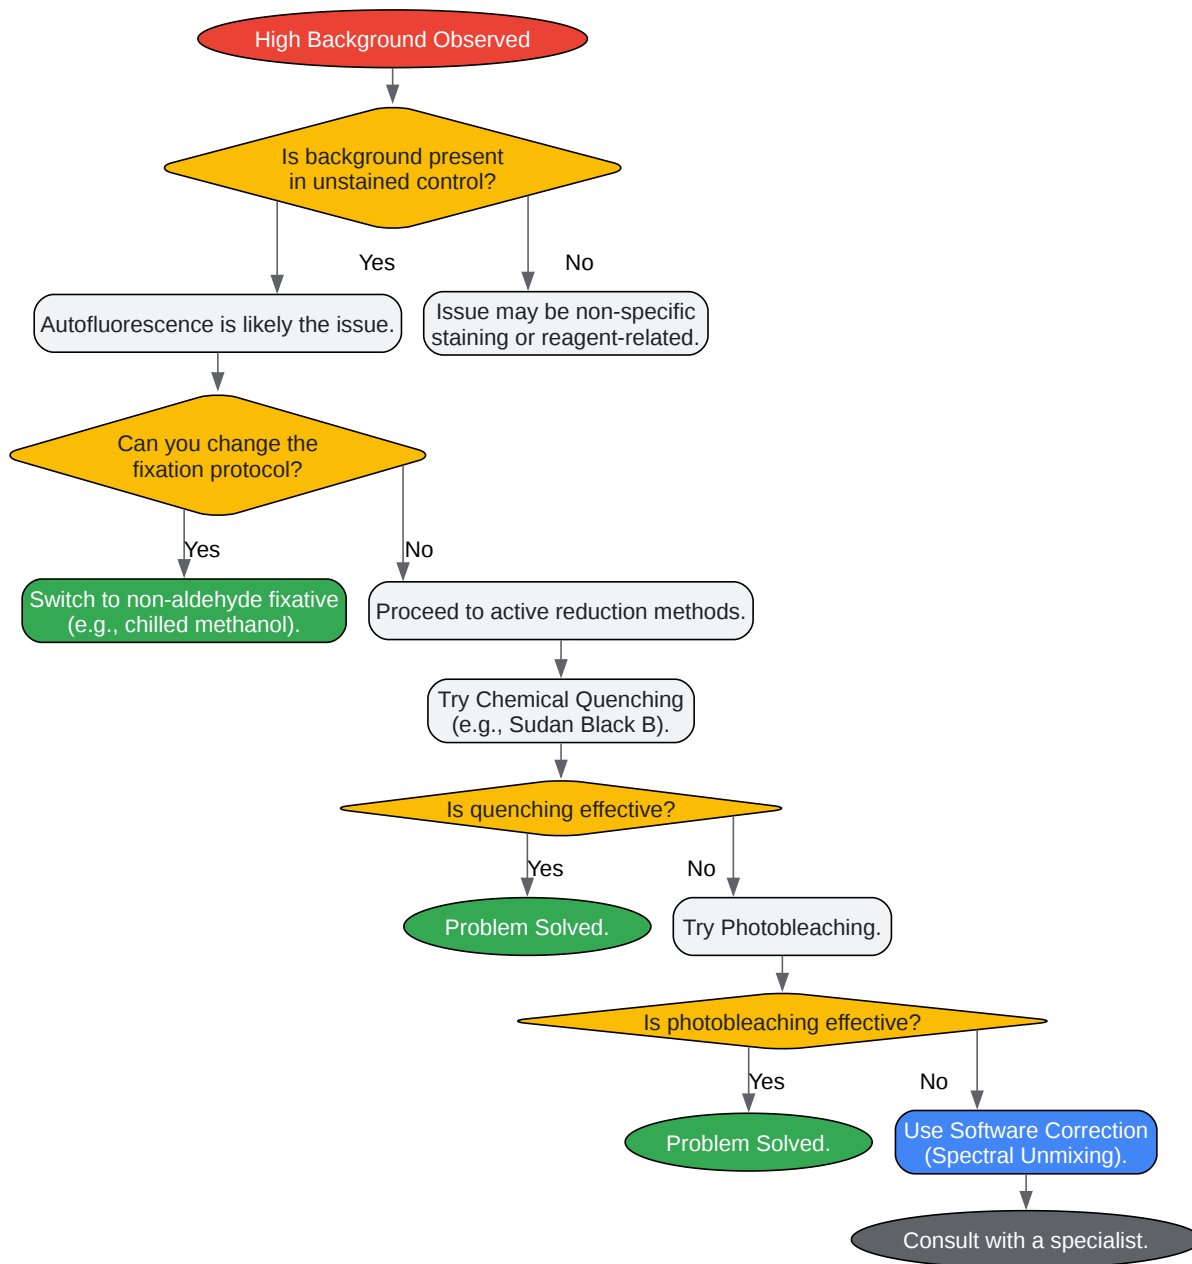 High Background Observed
Is background present
in unstained control?
Yes
No
Autofluorescence is likely the issue.
Issue may be non-specific
staining or reagent-related.
Can you change the
fixation protocol?
Yes
No
Switch to non-aldehyde fixative
(e.g., chilled methanol).
Proceed to active reduction methods.
Try Chemical Quenching
(e.g., Sudan Black B).
Is quenching effective?
Yes
No
Problem Solved.
Try Photobleaching.
Is photobleaching effective?
Yes
No
Problem Solved.
Use Software Correction
(Spectral Unmixing).
Consult with a specialist.